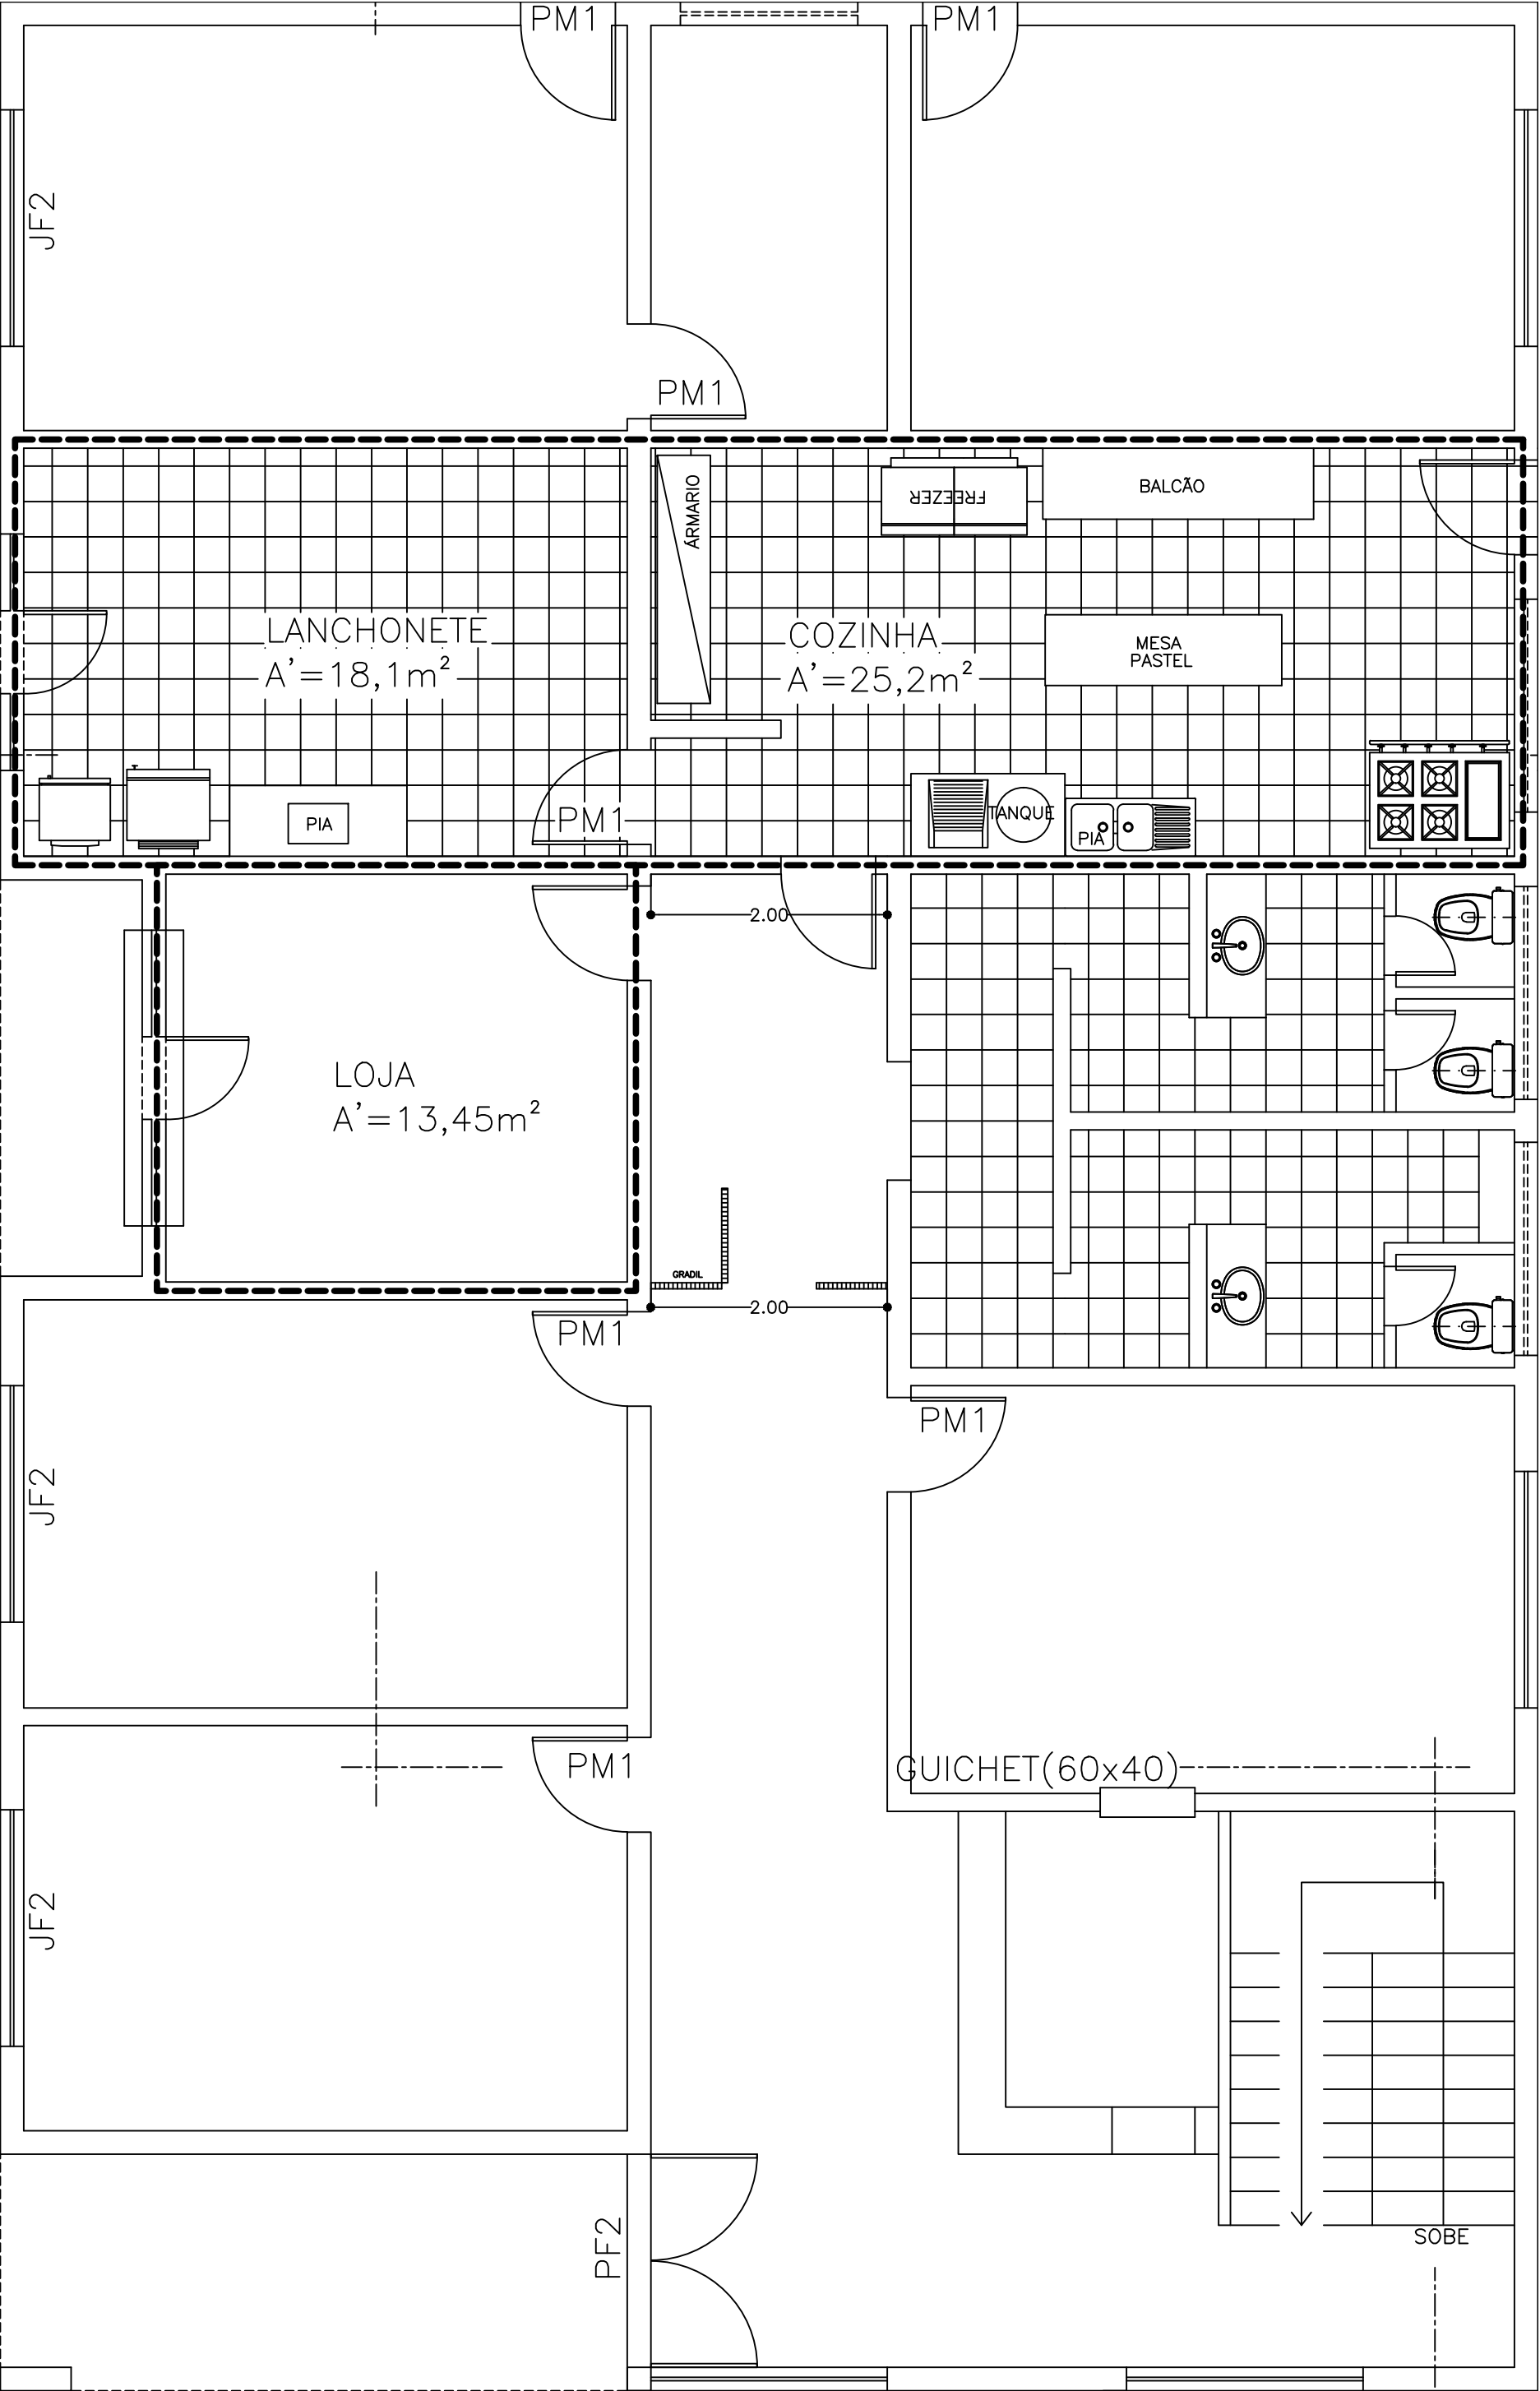 PM1
PM1
JF2
PM1
ÁRMARIO
FREEZER
BALCÃO
LANCHONETE
A'=18,1m²
COZINHA
A'=25,2m²
MESA
PASTEL
PIA
PM1
TANQUE
PIA
2.00
LOJA
A'=13,45m²
GRADIL
2.00
PM1
PM1
JF2
PM1
GUICHET(60x40)
JF2
PF2
SOBE